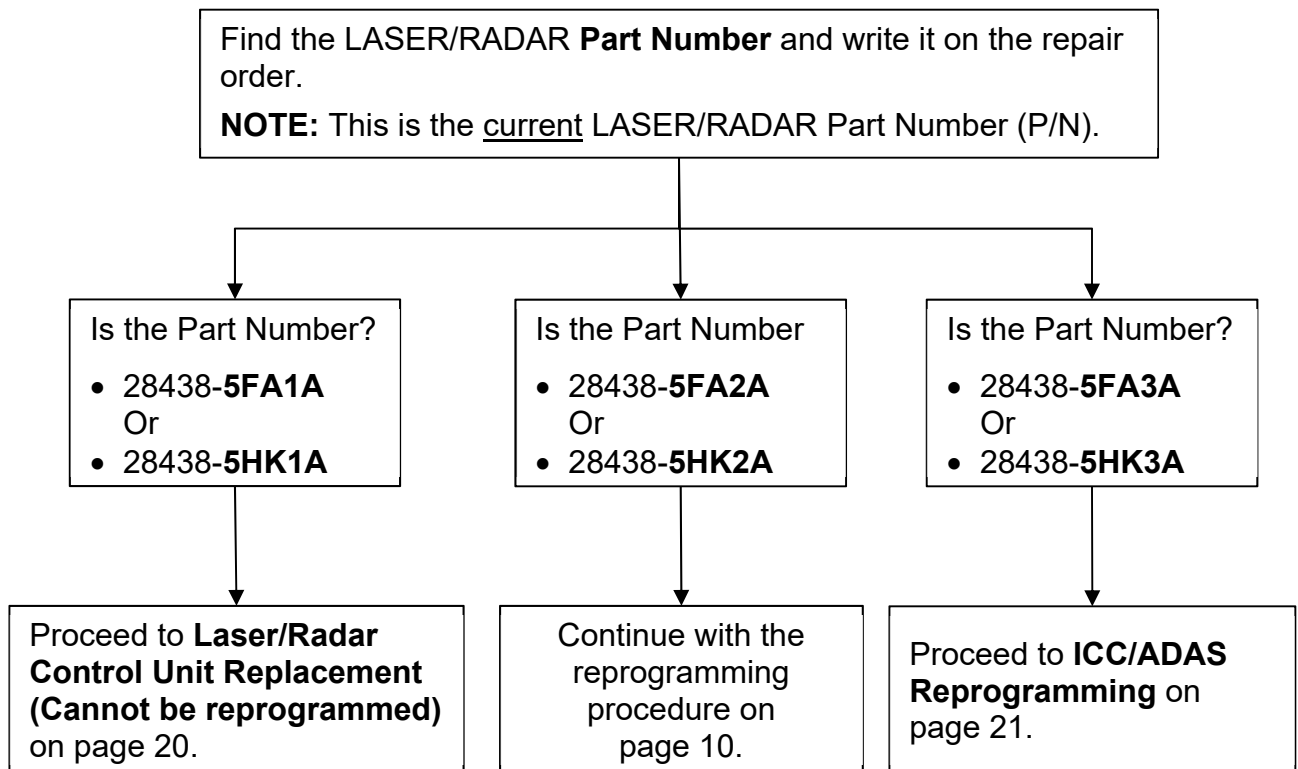 Find the LASER/RADAR Part Number and write it on the repair
order.
NOTE: This is the current LASER/RADAR Part Number (P/N).
Is the Part Number?
• 28438-5FA1A
Or
• 28438-5HK1A
Is the Part Number
• 28438-5FA2A
Or
• 28438-5HK2A
Is the Part Number?
• 28438-5FA3A
Or
• 28438-5HK3A
Proceed to Laser/Radar
Control Unit Replacement
(Cannot be reprogrammed)
on page 20.
Continue with the
reprogramming
procedure on
page 10.
Proceed to ICC/ADAS
Reprogramming on
page 21.